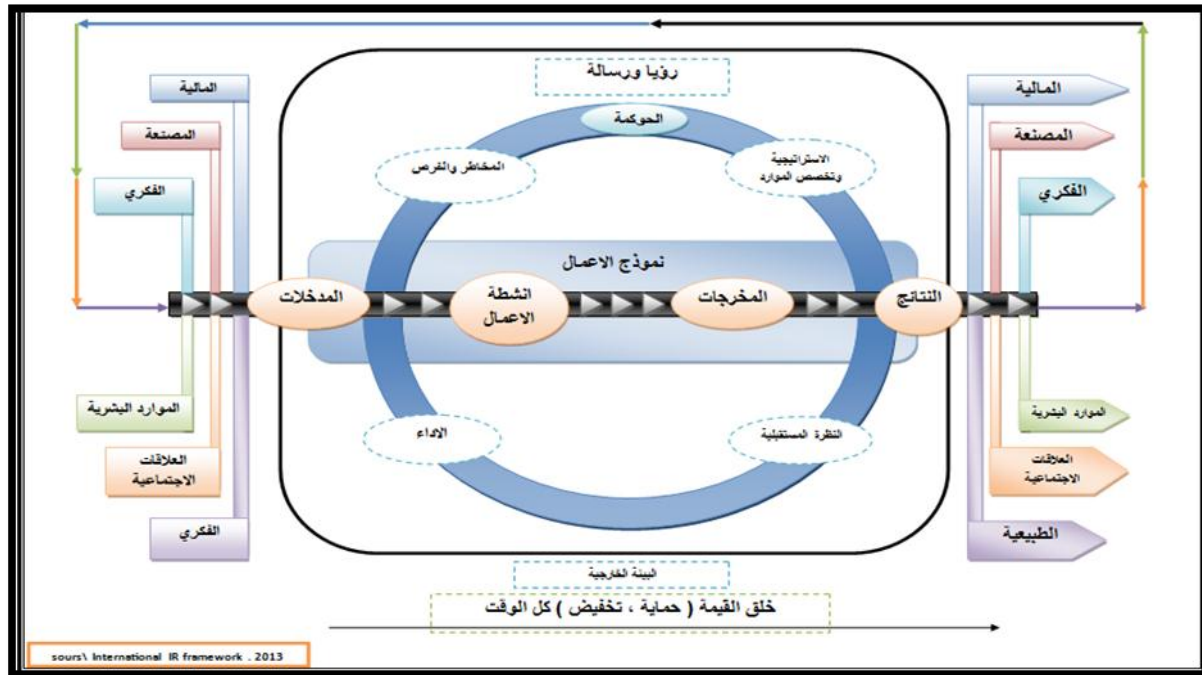 رؤيا ورسالة
الحوكمة
المخاطر والفرص
الاستراتيجية
وتخصص الموارد
المالية
المصنعة
الفكري
المالية
المصنعة
الفكري
نموذج الاعمال
المدخلات
انشطة
الاعمال
المخرجات
النتائج
الموارد البشرية
العلاقات
الاجتماعية
الفكري
الاداء
النظرة المستقبلية
الموارد البشرية
العلاقات
الاجتماعية
الطبيعية
البيئة الخارجية
خلق القيمة ( حماية ، تخفيض ) كل الوقت
sours\ International IR framework . 2013